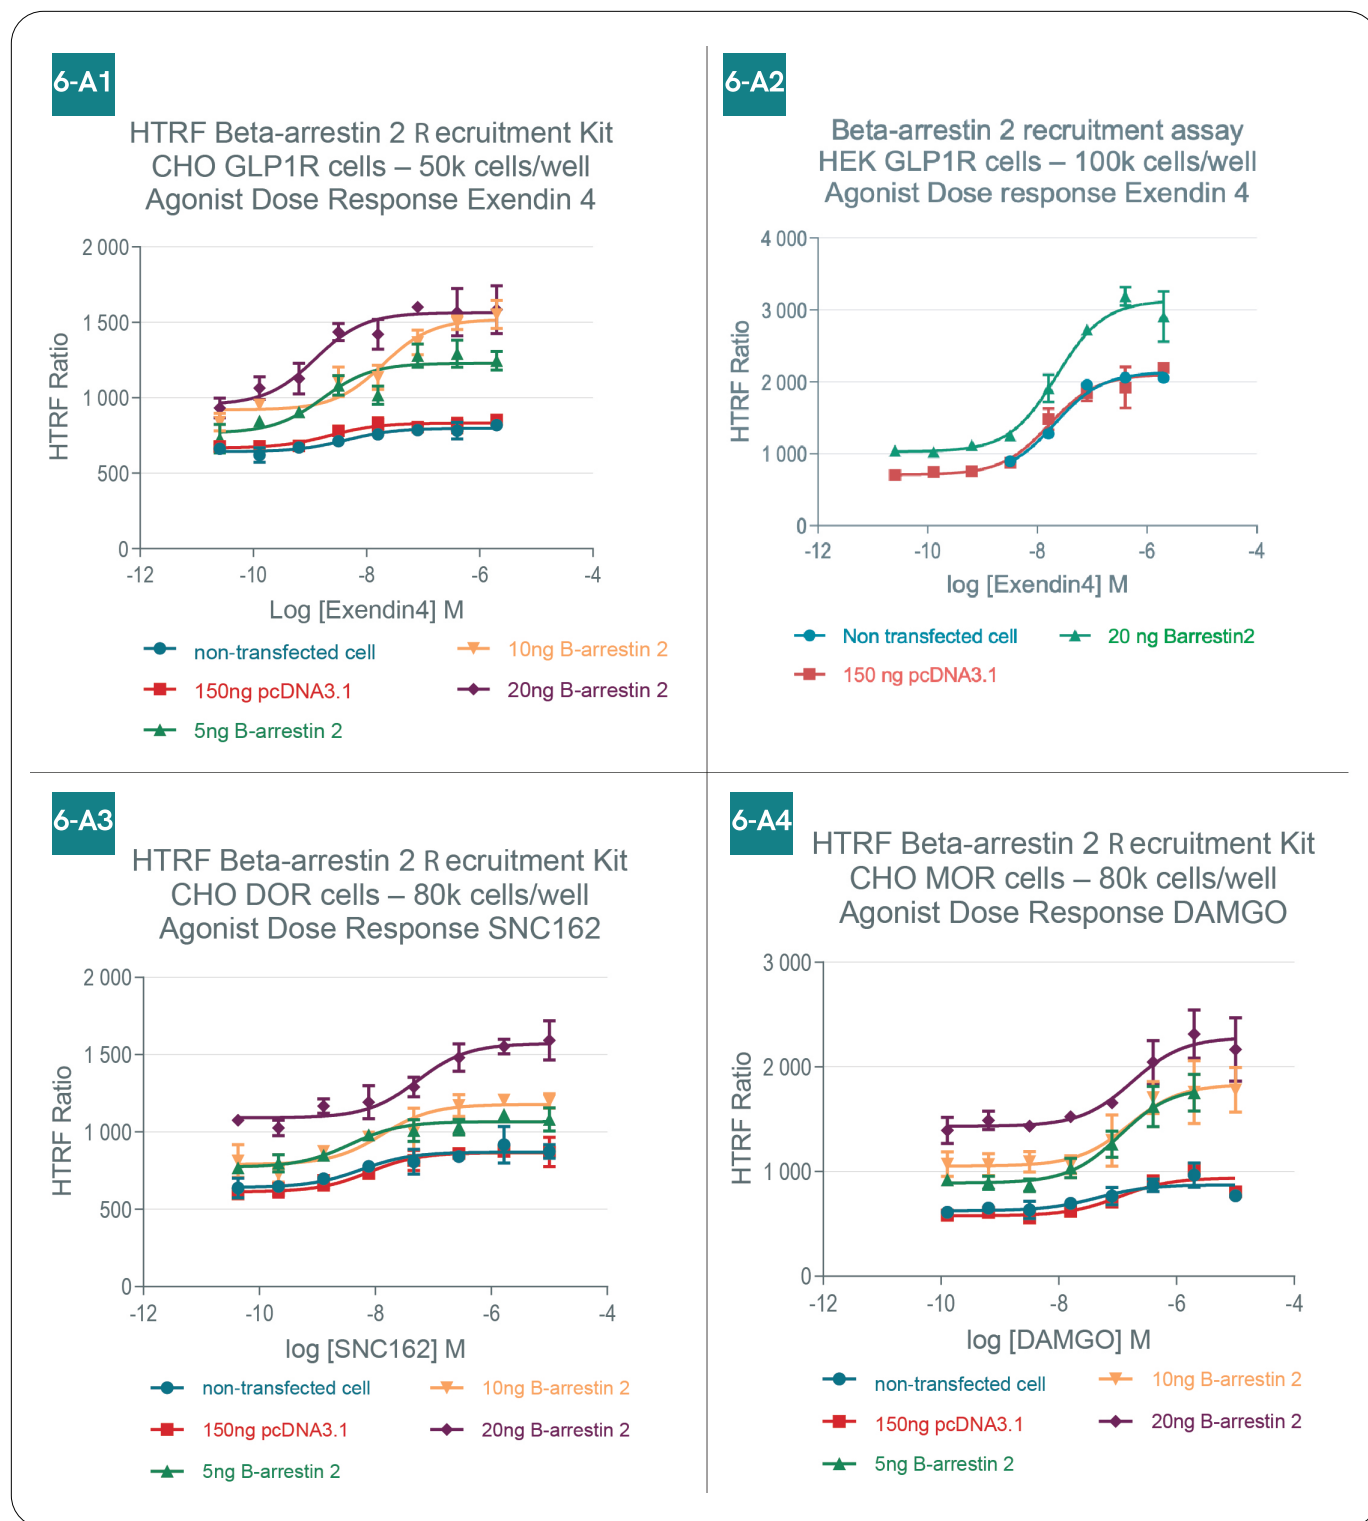 6-A1
HTRF Beta-arrestin 2 R ecruitment Kit
CHO GLP1R cells – 50k cells/well
Agonist Dose Response Exendin 4
2 000
1 500
1 000
500
0
HTRF Ratio
-12 -10 -8 -6 -4
Log [Exendin4] M
non-transfected cell
10ng B-arrestin 2
150ng pcDNA3.1
20ng B-arrestin 2
5ng B-arrestin 2
6-A2
Beta-arrestin 2 recruitment assay
HEK GLP1R cells – 100k cells/well
Agonist Dose response Exendin 4
4 000
3 000
2 000
1 000
0
HTRF Ratio
-12 -10 -8 -6 -4
log [Exendin4] M
Non transfected cell
20 ng Barrestin2
150 ng pcDNA3.1
6-A3
HTRF Beta-arrestin 2 R ecruitment Kit
CHO DOR cells – 80k cells/well
Agonist Dose Response SNC162
2 000
1 500
1 000
500
0
HTRF Ratio
-12 -10 -8 -6 -4
log [SNC162] M
non-transfected cell
10ng B-arrestin 2
150ng pcDNA3.1
20ng B-arrestin 2
5ng B-arrestin 2
6-A4
HTRF Beta-arrestin 2 R ecruitment Kit
CHO MOR cells – 80k cells/well
Agonist Dose Response DAMGO
3 000
2 000
1 000
0
HTRF Ratio
-12 -10 -8 -6 -4
log [DAMGO] M
non-transfected cell
10ng B-arrestin 2
150ng pcDNA3.1
20ng B-arrestin 2
5ng B-arrestin 2